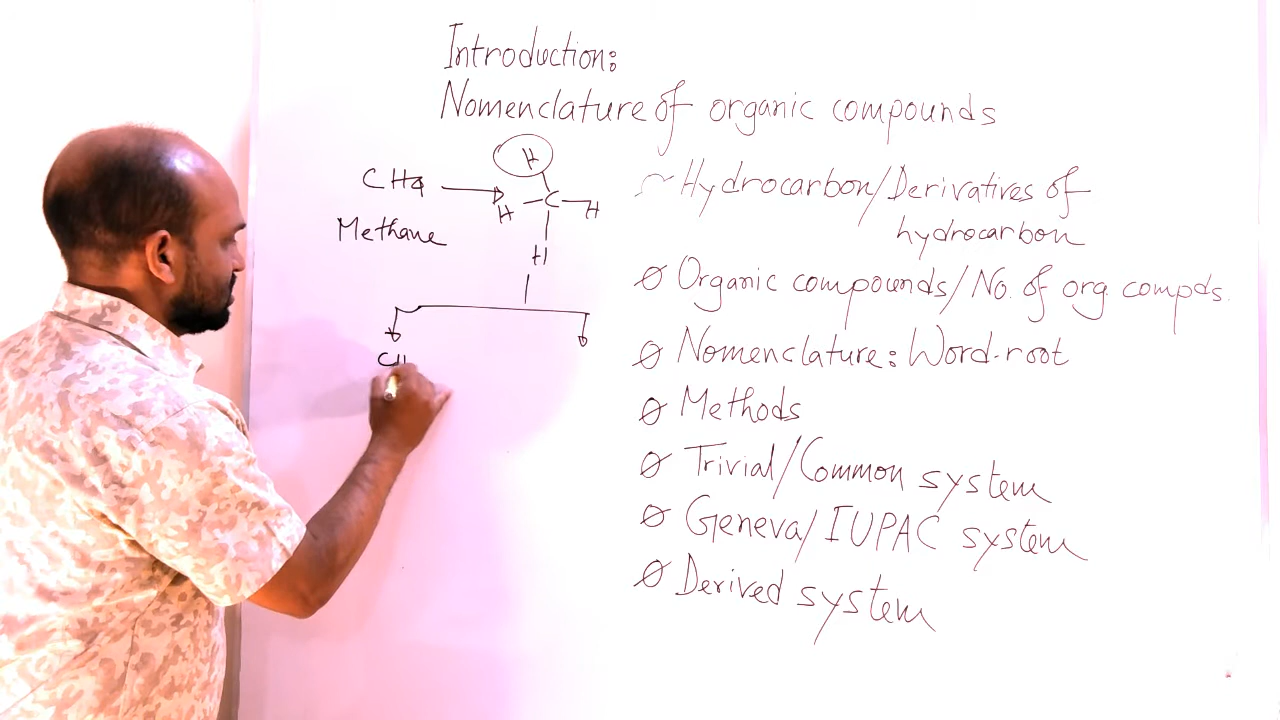 Introduction:
Nomenclature of organic compounds
CH4
H
H
C
H
H
Methane
CH
Hydrocarbon/Derivatives of
hydrocarbon
Organic compounds/No. of org. compds.
Nomenclature: Word-root
Methods
Trivial/Common system
Geneva/IUPAC system
Derived system